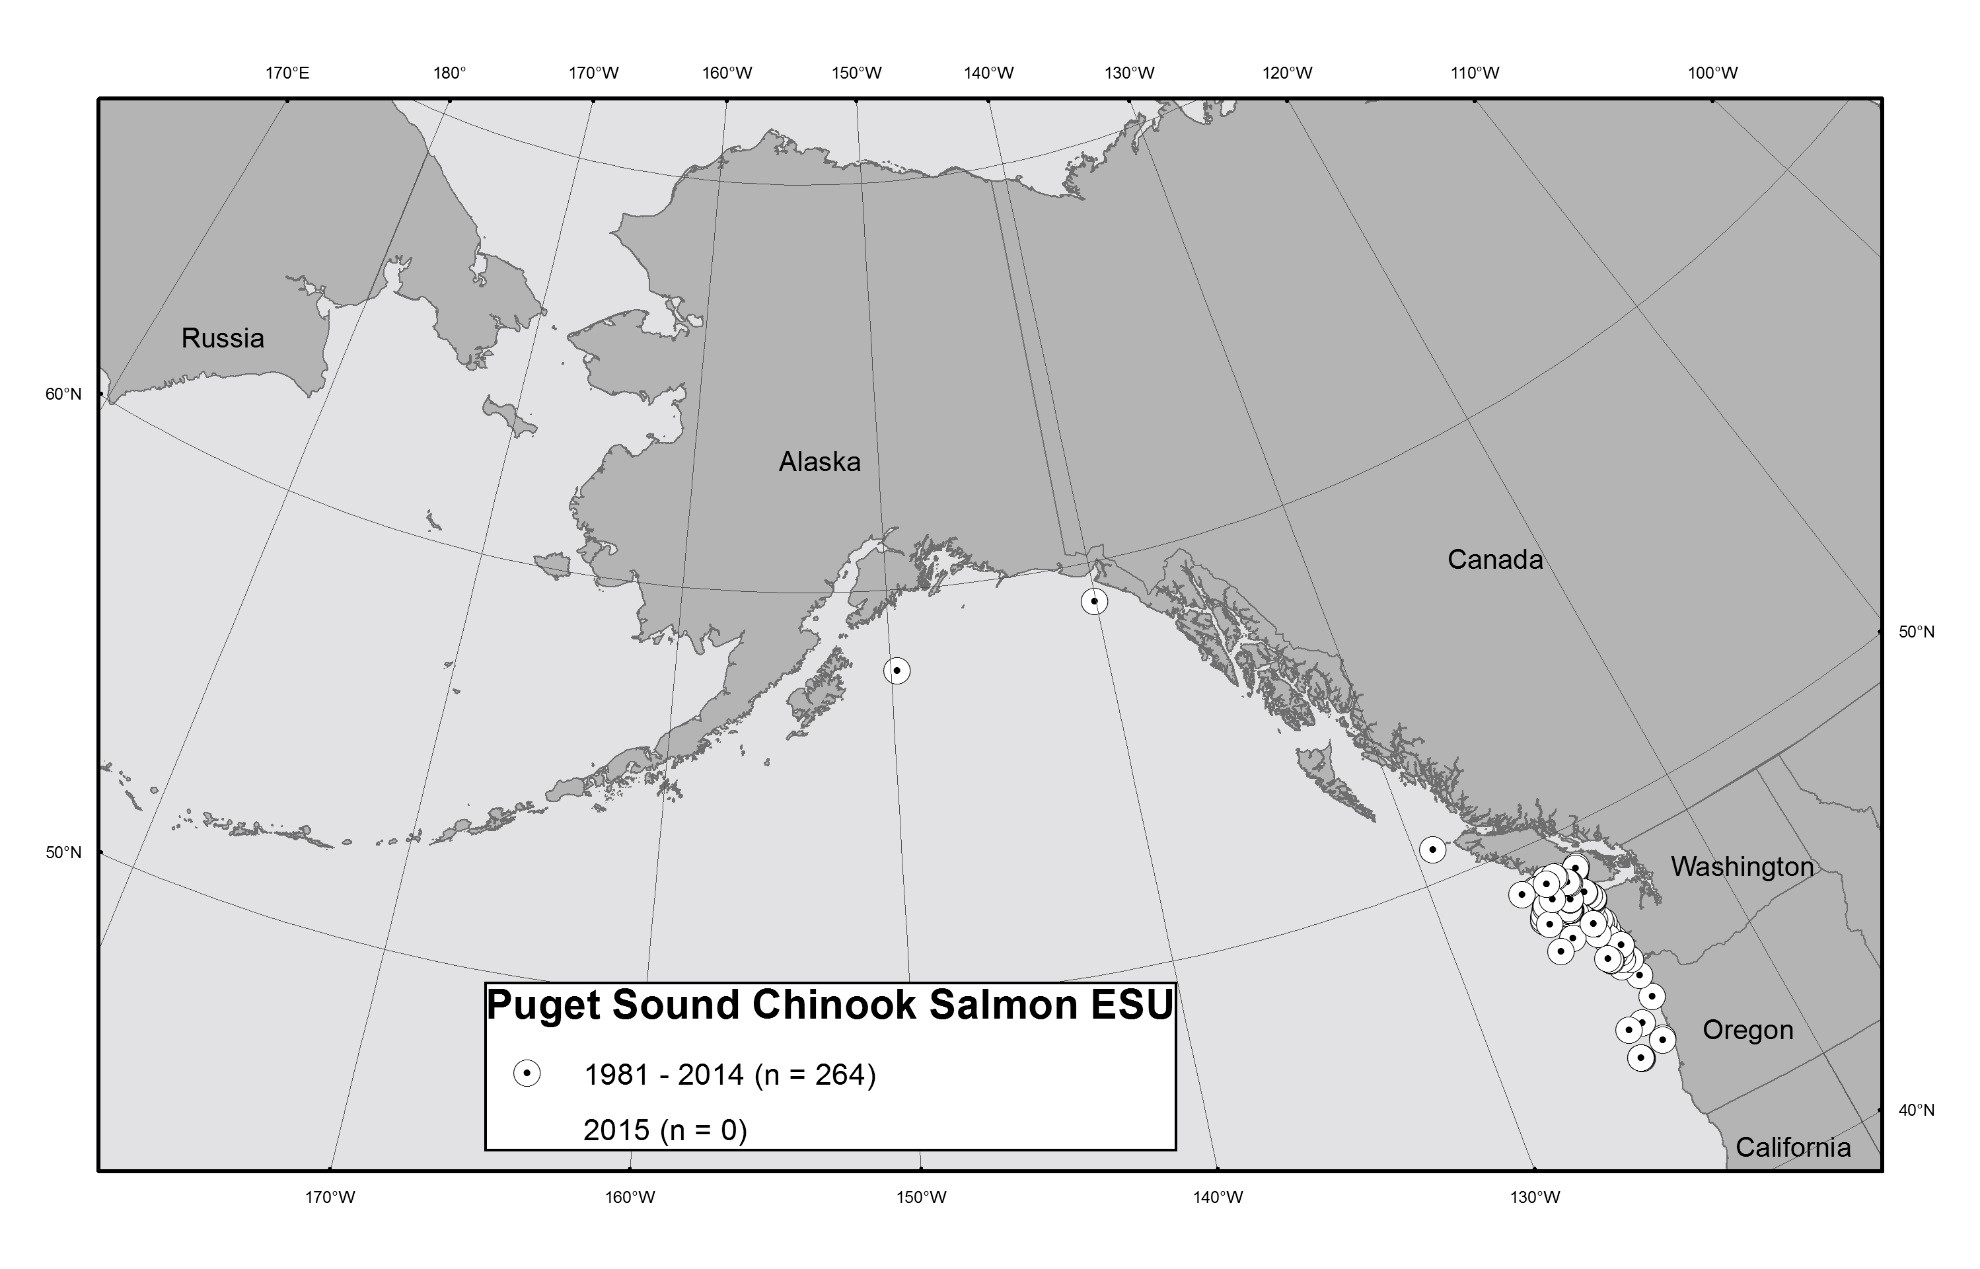 170°E 180° 170°W 160°W 150°W 140°W 130°W 120°W 110°W 100°W
Russia
60°N
Alaska
Canada
50°N
50°N
Washington
Puget Sound Chinook Salmon ESU
Oregon
1981 - 2014 (n = 264)
40°N
2015 (n = 0)
California
170°W 160°W 150°W 140°W 130°W